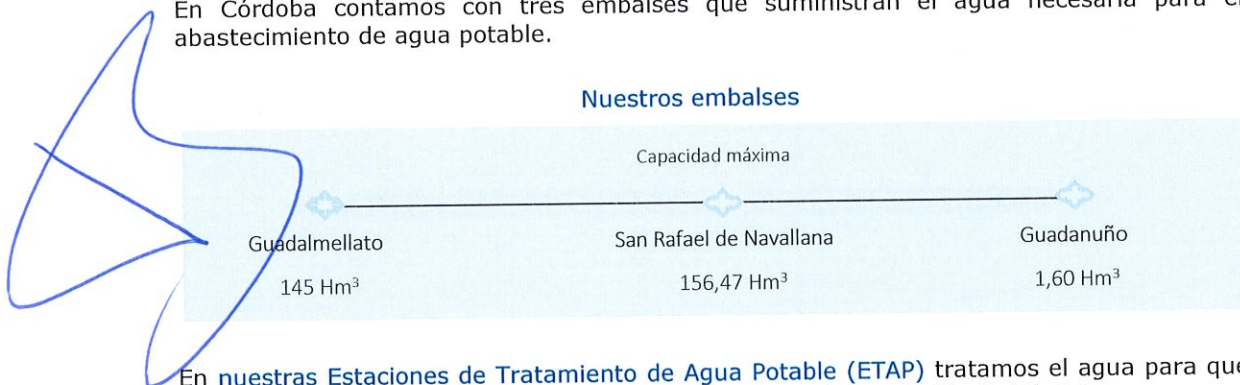 En Córdoba contamos con tres embalses que suministran el agua necesaria para
abastecimiento de agua potable.
Nuestros embalses
Capacidad máxima
Guadalmellato
San Rafael de Navallana
Guadanuño
145 Hm³
156,47 Hm³
1,60 Hm³
En nuestras Estaciones de Tratamiento de Agua Potable (ETAP) tratamos el agua para que